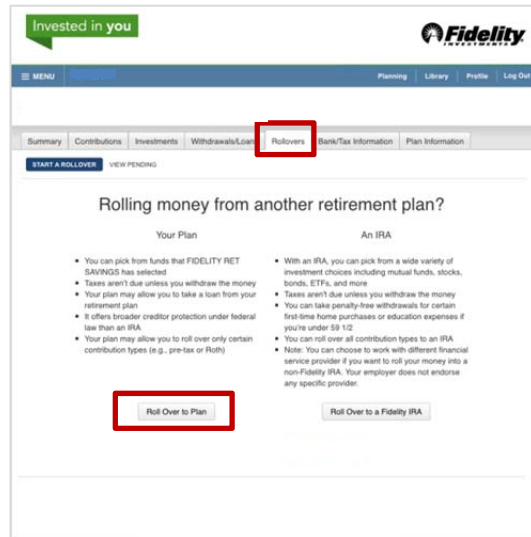 Invested in you
Fidelity
INVESTMENTS
MENU
Planning Library Profile Log Out
Summary Contributions Investments Withdrawals/Loan Rollovers Bank/Tax Information Plan Information
START A ROLLOVER VIEW PENDING
Rolling money from another retirement plan?
Your Plan
• You can pick from funds that FIDELITY RET
SAVINGS has selected
• Taxes aren't due unless you withdraw the money
• Your plan may allow you to take a loan from your
retirement plan
• It offers broader creditor protection under federal
law than an IRA
• Your plan may allow you to roll over only certain
contribution types (e.g., pre-tax or Roth)
Roll Over to Plan
An IRA
• With an IRA, you can pick from a wide variety of
investment choices including mutual funds, stocks,
bonds, ETFs, and more
• Taxes aren't due unless you withdraw the money
• You can take penalty-free withdrawals for certain
first-time home purchases or education expenses if
you're under 59 1/2
• You can roll over all contribution types to an IRA
• Note: You can choose to work with different financial
service provider if you want to roll your money into a
non-Fidelity IRA. Your employer does not endorse
any specific provider.
Roll Over to a Fidelity IRA